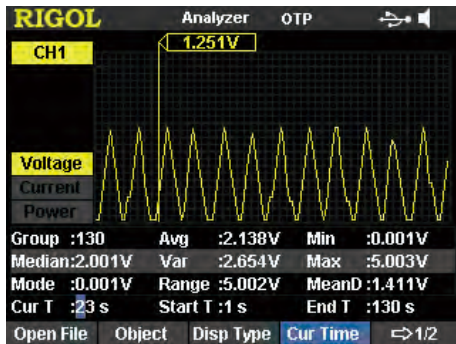 RIGOL Analyzer OTP
CH1 1.251V
Voltage
Current
Power
Group :130 Avg :2.138V Min :0.001V
Median:2.001V Var :2.654V Max :5.003V
Mode :0.001V Range :5.002V MeanD :1.411V
Cur T :23 s Start T :1 s End T :130 s
Open File Object Disp Type Cur Time ⇨1/2